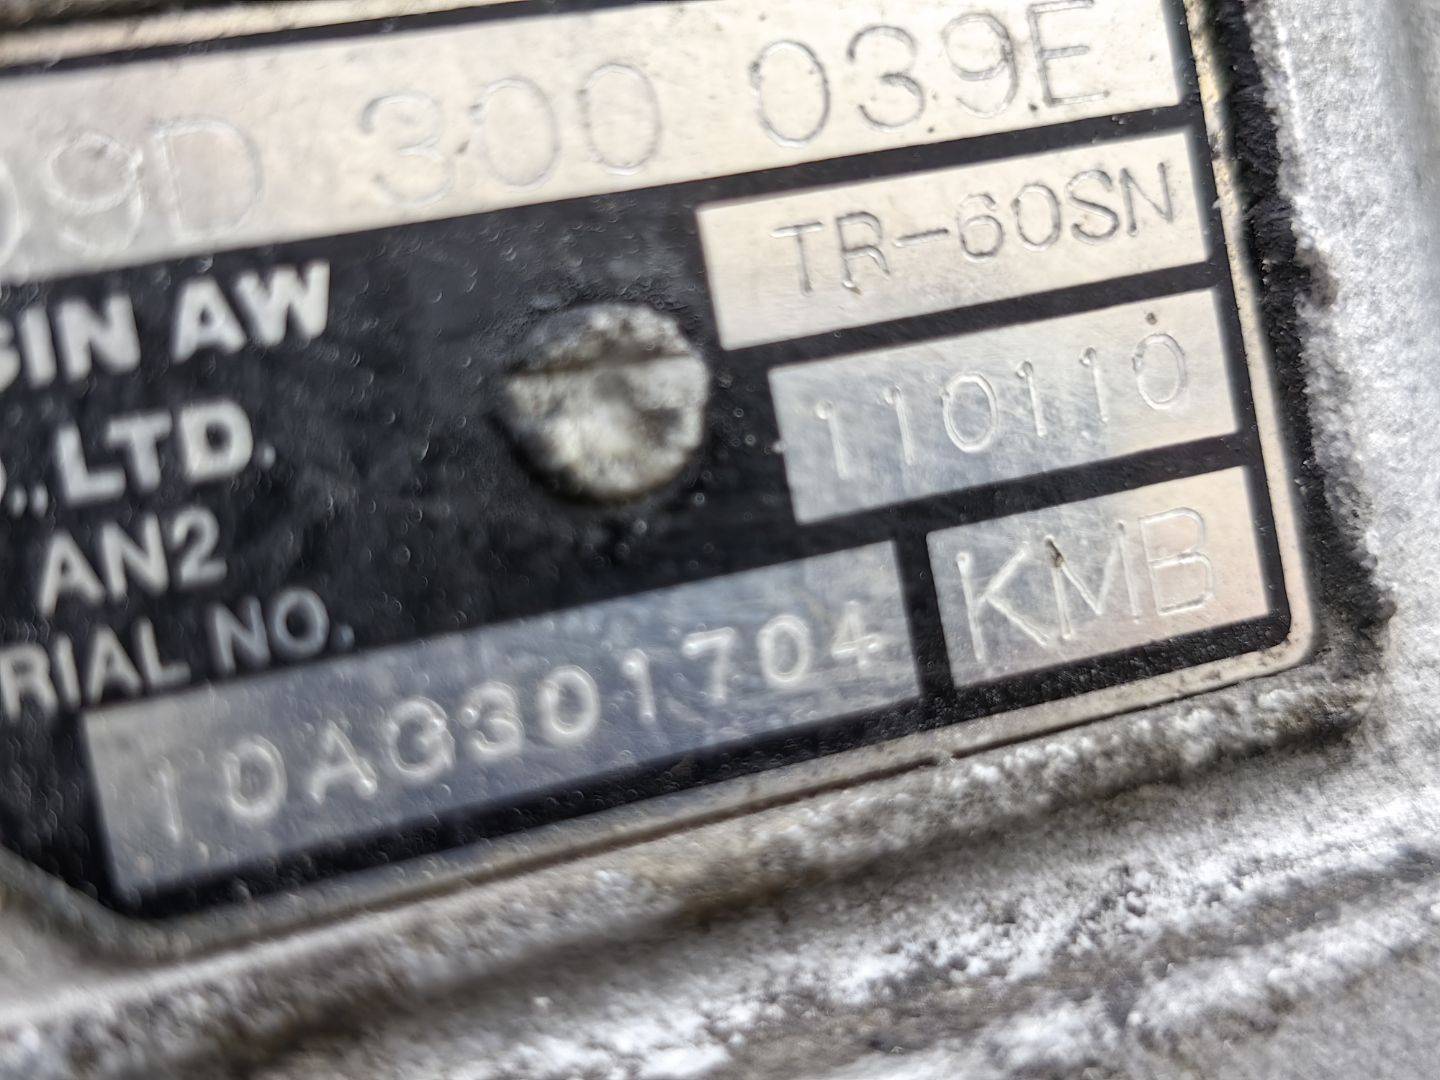 09D 300 039E
TR-60SN
SIN AW
110110
O.,LTD.
AN2
KMB
RIAL NO.
10AG301704